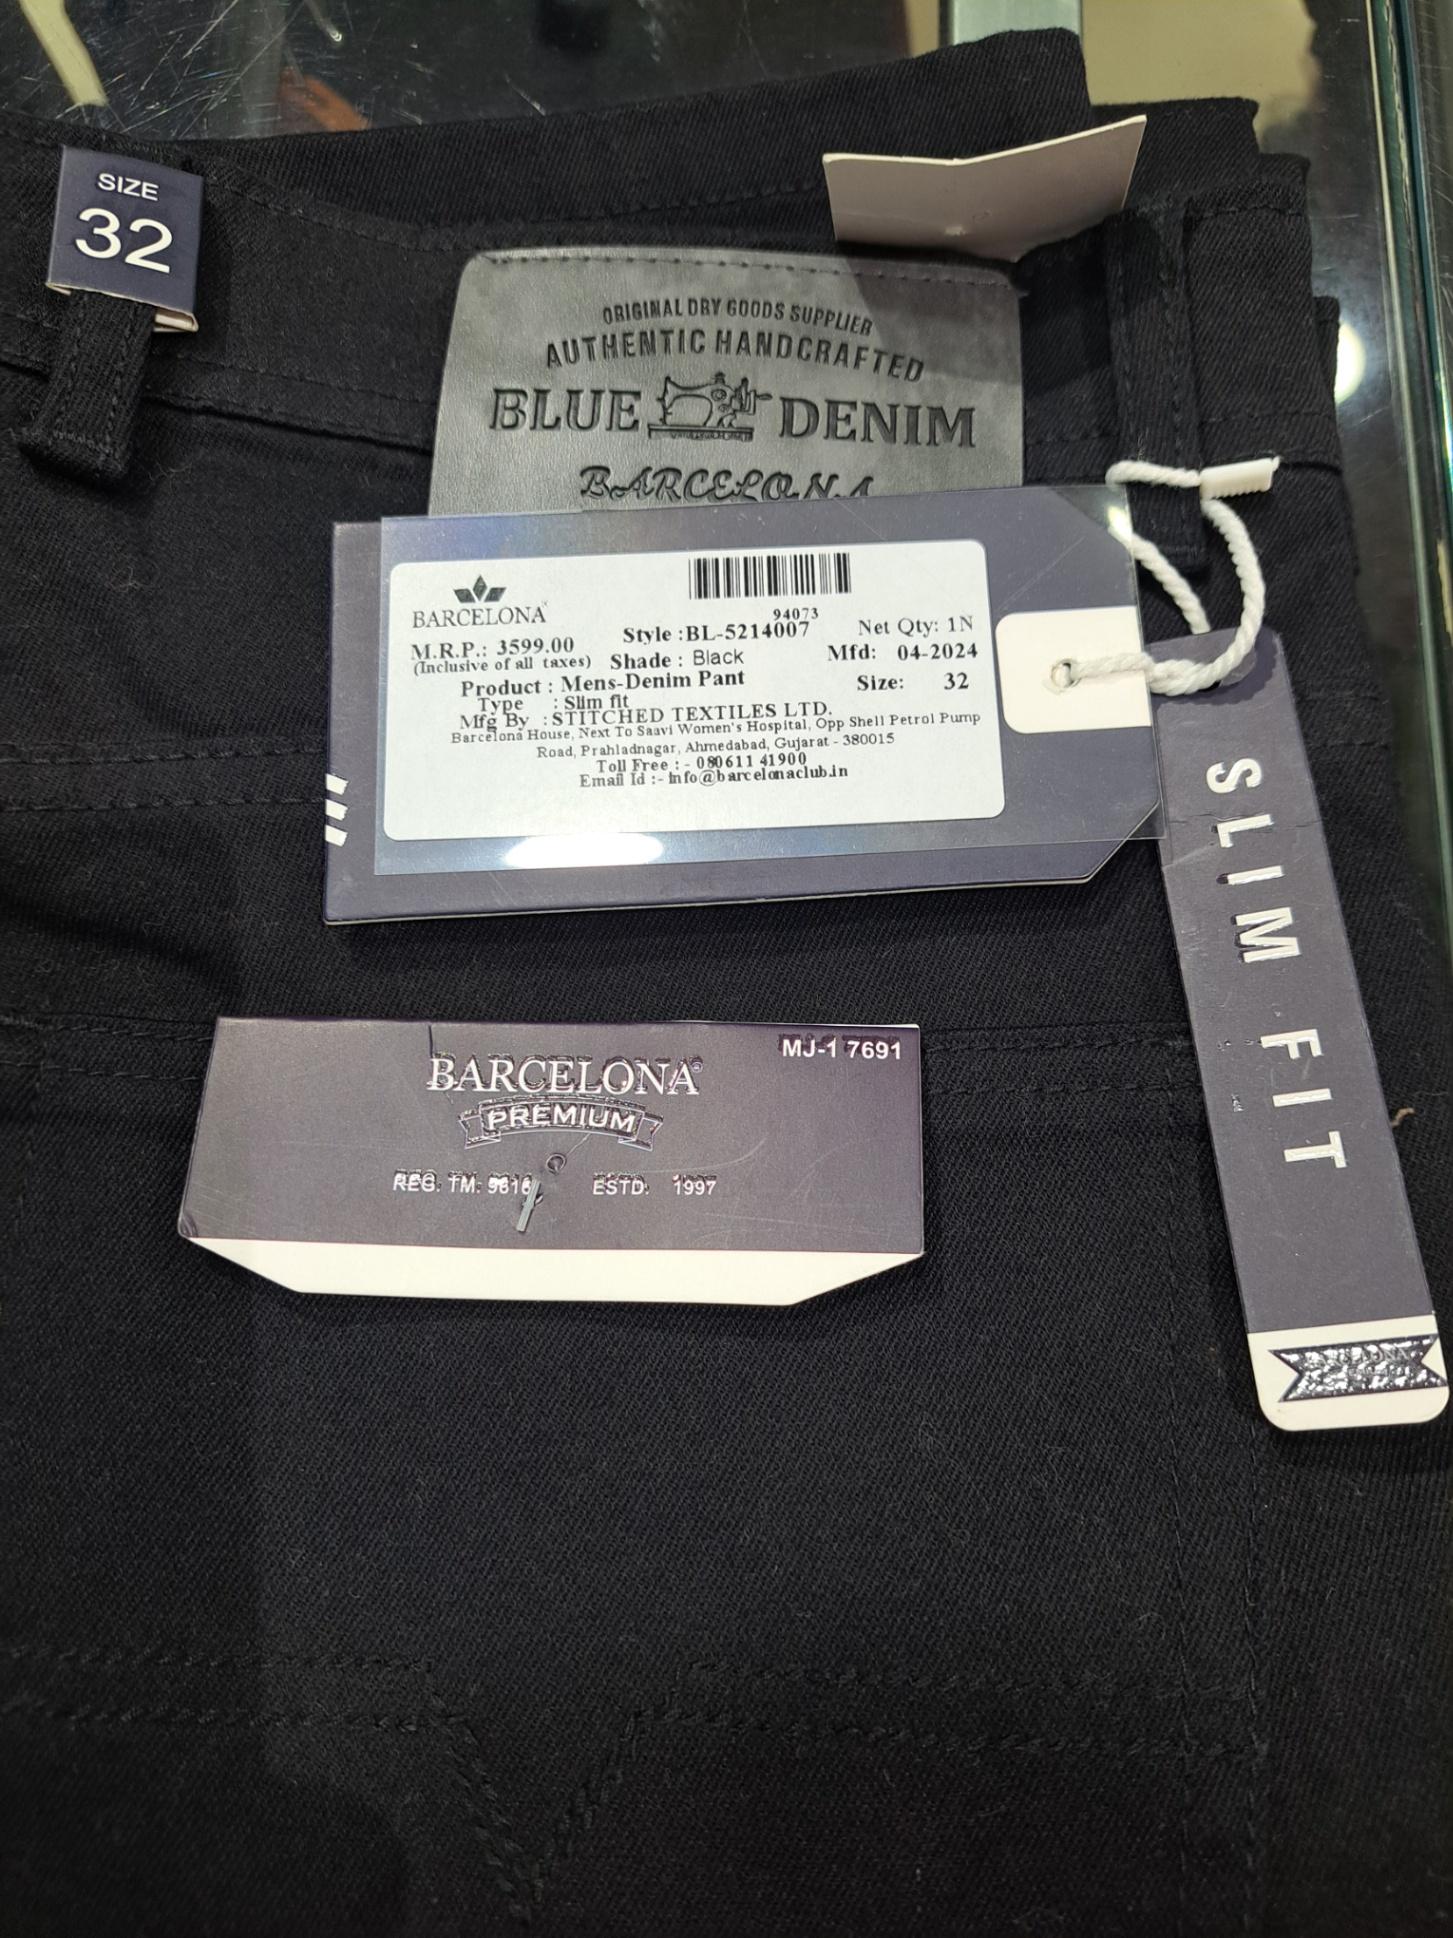 SIZE
32
ORIGINAL DRY GOODS SUPPLIER
AUTHENTIC HANDCRAFTED
BLUE DENIM
BARCELONA
BARCELONA
94073
M.R.P.: 3599.00 Style :BL-5214007 Net Qty: 1N
(Inclusive of all taxes) Shade : Black Mfd: 04-2024
Product : Mens-Denim Pant Size: 32
Type : Slim fit
Mfg By : STITCHED TEXTILES LTD.
Barcelona House, Next To Saavi Women's Hospital, Opp Shell Petrol Pump
Road, Prahladnagar, Ahmedabad, Gujarat - 380015
Toll Free : - 080611 41900
Email Id :- info@barcelonaclub.in
SLIM FIT
MJ-1 7691
BARCELONA
PREMIUM
REG. TM. ESTD. 1997